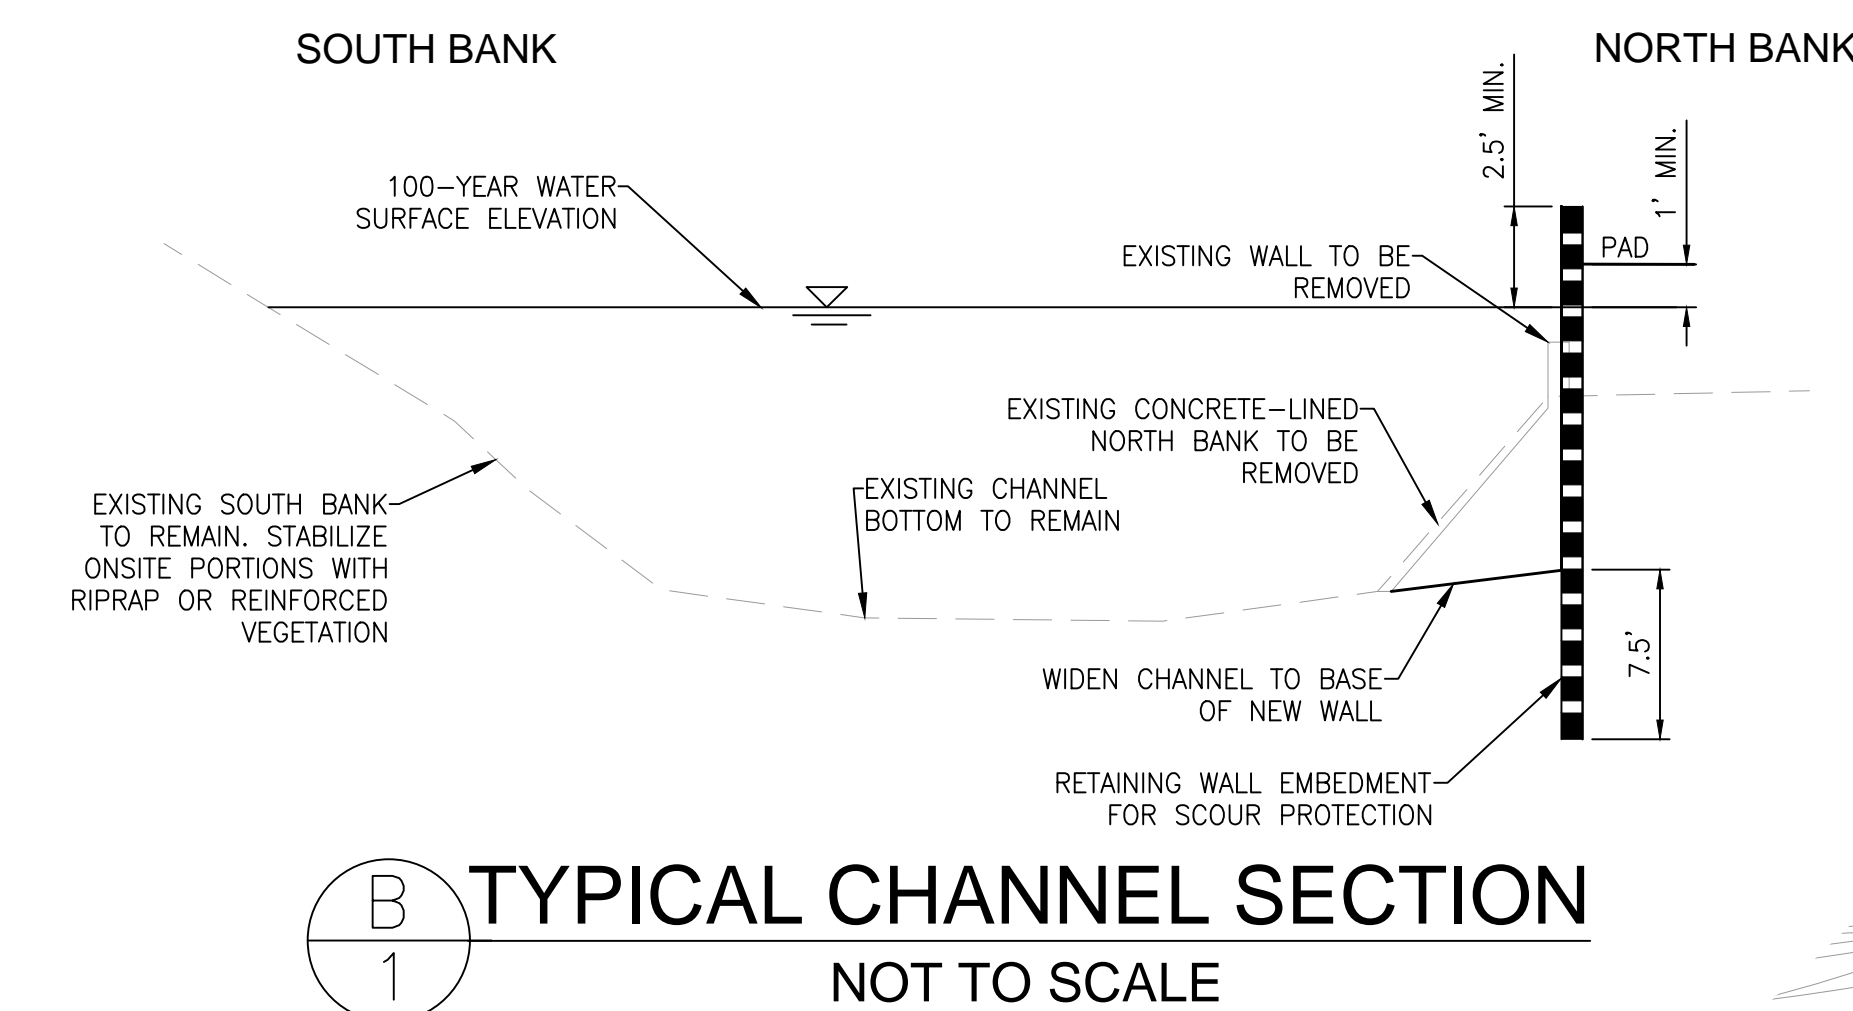 SOUTH BANK
NORTH BANK
2.5' MIN.
1' MIN.
100-YEAR WATER
SURFACE ELEVATION
EXISTING WALL TO BE
REMOVED
PAD
EXISTING CONCRETE-LINED
NORTH BANK TO BE
REMOVED
EXISTING CHANNEL
BOTTOM TO REMAIN
EXISTING SOUTH BANK
TO REMAIN. STABILIZE
ONSITE PORTIONS WITH
RIPRAP OR REINFORCED
VEGETATION
7.5'
WIDEN CHANNEL TO BASE
OF NEW WALL
RETAINING WALL EMBEDMENT
FOR SCOUR PROTECTION
B
1
TYPICAL CHANNEL SECTION
NOT TO SCALE